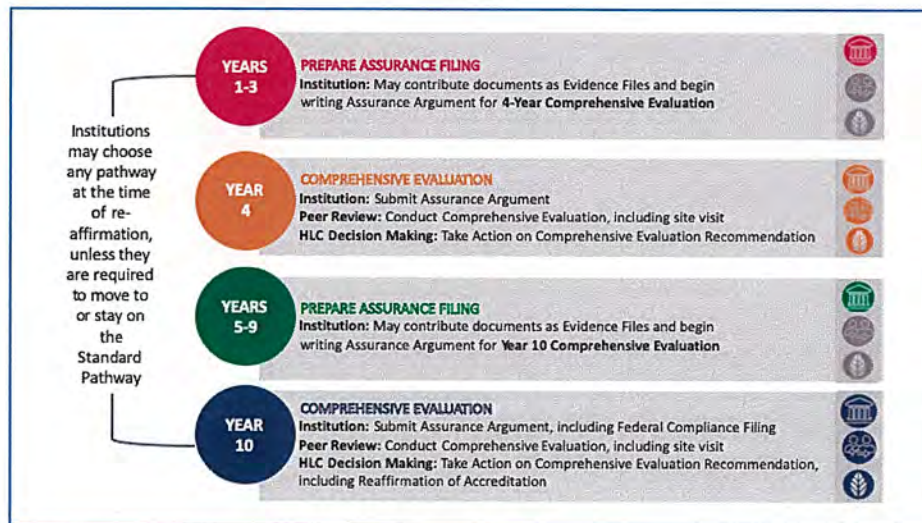 Institutions
may choose
any pathway
at the time
of re-
affirmation,
unless they
are required
to move to
or stay on
the
Standard
Pathway
YEARS
1-3
PREPARE ASSURANCE FILING
Institution: May contribute documents as Evidence Files and begin
writing Assurance Argument for 4-Year Comprehensive Evaluation
YEAR
4
COMPREHENSIVE EVALUATION
Institution: Submit Assurance Argument
Peer Review: Conduct Comprehensive Evaluation, including site visit
HLC Decision Making: Take Action on Comprehensive Evaluation Recommendation
YEARS
5-9
PREPARE ASSURANCE FILING
Institution: May contribute documents as Evidence Files and begin
writing Assurance Argument for Year 10 Comprehensive Evaluation
YEAR
10
COMPREHENSIVE EVALUATION
Institution: Submit Assurance Argument, including Federal Compliance Filing
Peer Review: Conduct Comprehensive Evaluation, including site visit
HLC Decision Making: Take Action on Comprehensive Evaluation Recommendation,
including Reaffirmation of Accreditation